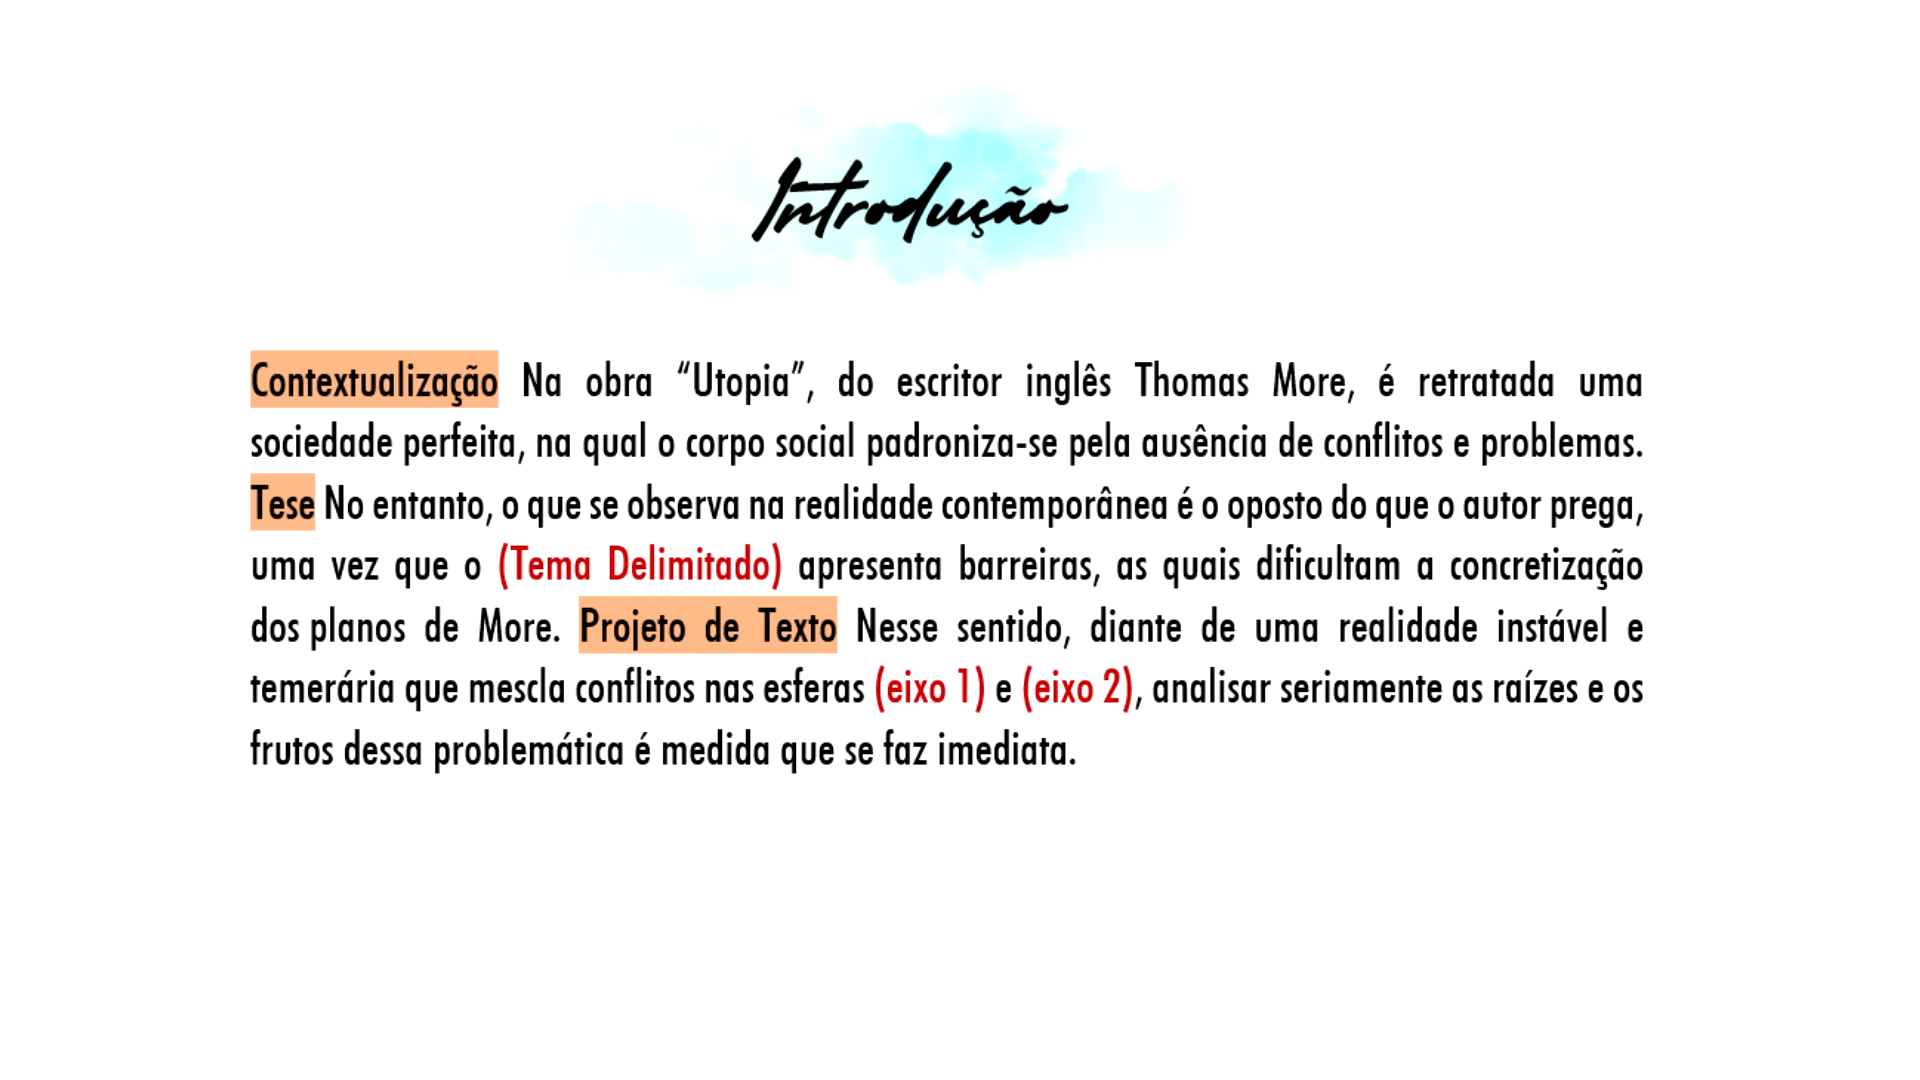 Introdução
Contextualização Na obra “Utopia”, do escritor inglês Thomas More, é retratada uma
sociedade perfeita, na qual o corpo social padroniza-se pela ausência de conflitos e problemas.
Tese No entanto, o que se observa na realidade contemporânea é o oposto do que o autor prega,
uma vez que o (Tema Delimitado) apresenta barreiras, as quais dificultam a concretização
dos planos de More. Projeto de Texto Nesse sentido, diante de uma realidade instável e
temerária que mescla conflitos nas esferas (eixo 1) e (eixo 2), analisar seriamente as raízes e os
frutos dessa problemática é medida que se faz imediata.